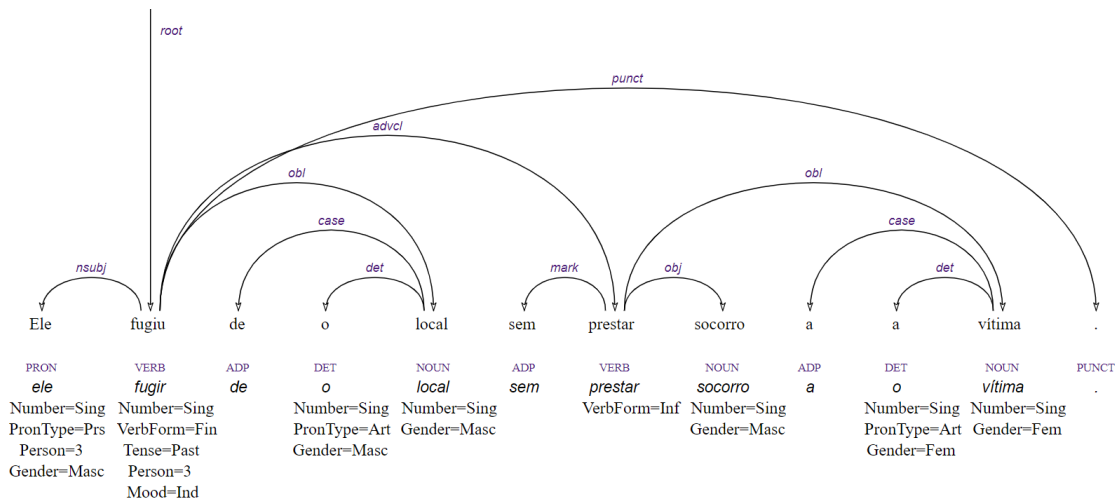 root
punct
advcl
obl obl
case case
nsubj det mark obj det
Ele fugiu de o local sem prestar socorro a a vítima .
PRON VERB ADP DET NOUN ADP VERB NOUN ADP DET NOUN PUNCT
ele fugir de o local sem prestar socorro a o vítima .
Number=Sing Number=Sing Number=Sing Number=Sing VerbForm=Inf Number=Sing Number=Sing Number=Sing
PronType=Prs VerbForm=Fin PronType=Art Gender=Masc Gender=Masc PronType=Art Gender=Fem
Person=3 Tense=Past Gender=Masc Gender=Fem
Gender=Masc Person=3
Mood=Ind